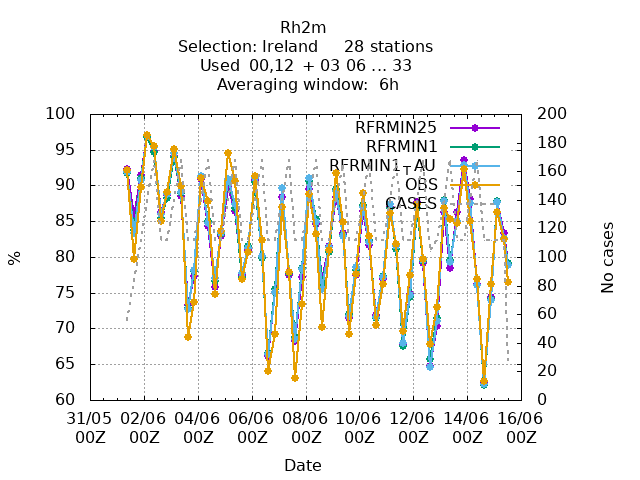 Rh2m
Selection: Ireland 28 stations
Used 00,12 + 03 06 ... 33
Averaging window: 6h
100 200
95 180
90 160
85 140
80 120
75 100
70 80
65 60
60 40
20
0
%
No cases
RFRMIN25
RFRMIN1
RFRMIN1_AU
OBS
CASES
31/05 02/06 04/06 06/06 08/06 10/06 12/06 14/06 16/06
00Z 00Z 00Z 00Z 00Z 00Z 00Z 00Z 00Z
Date